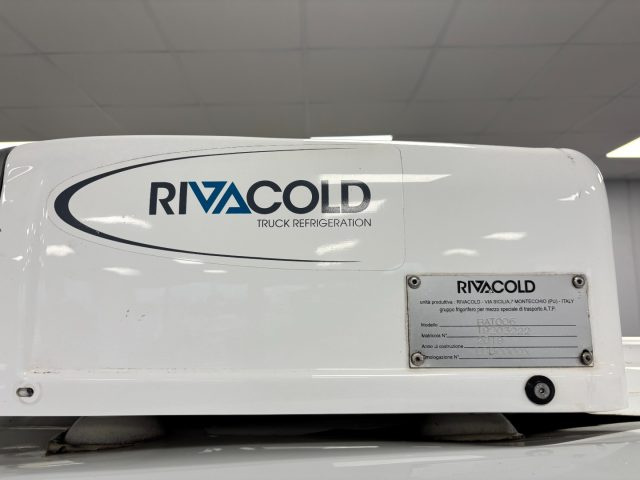 RIVACOLD
TRUCK REFRIGERATION
RIVACOLD
unità produttiva : RIVACOLD - VIA SICILIA,7 MONTECCHIO (PU) - ITALY
gruppo frigorifero per mezzo speciale di trasporto A.T.P.
Modello
Matricola N°
Anno di costruzione
Omologazione N°